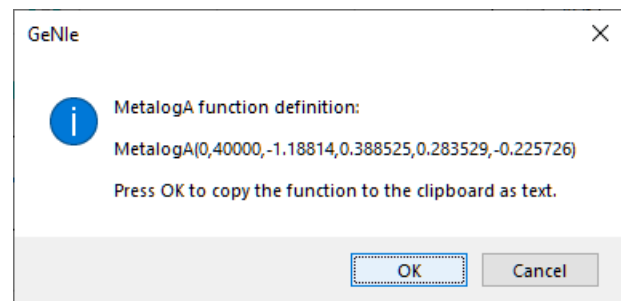 GeNIe
MetalogA function definition:
MetalogA(0,40000,-1.18814,0.388525,0.283529,-0.225726)
Press OK to copy the function to the clipboard as text.
OK
Cancel